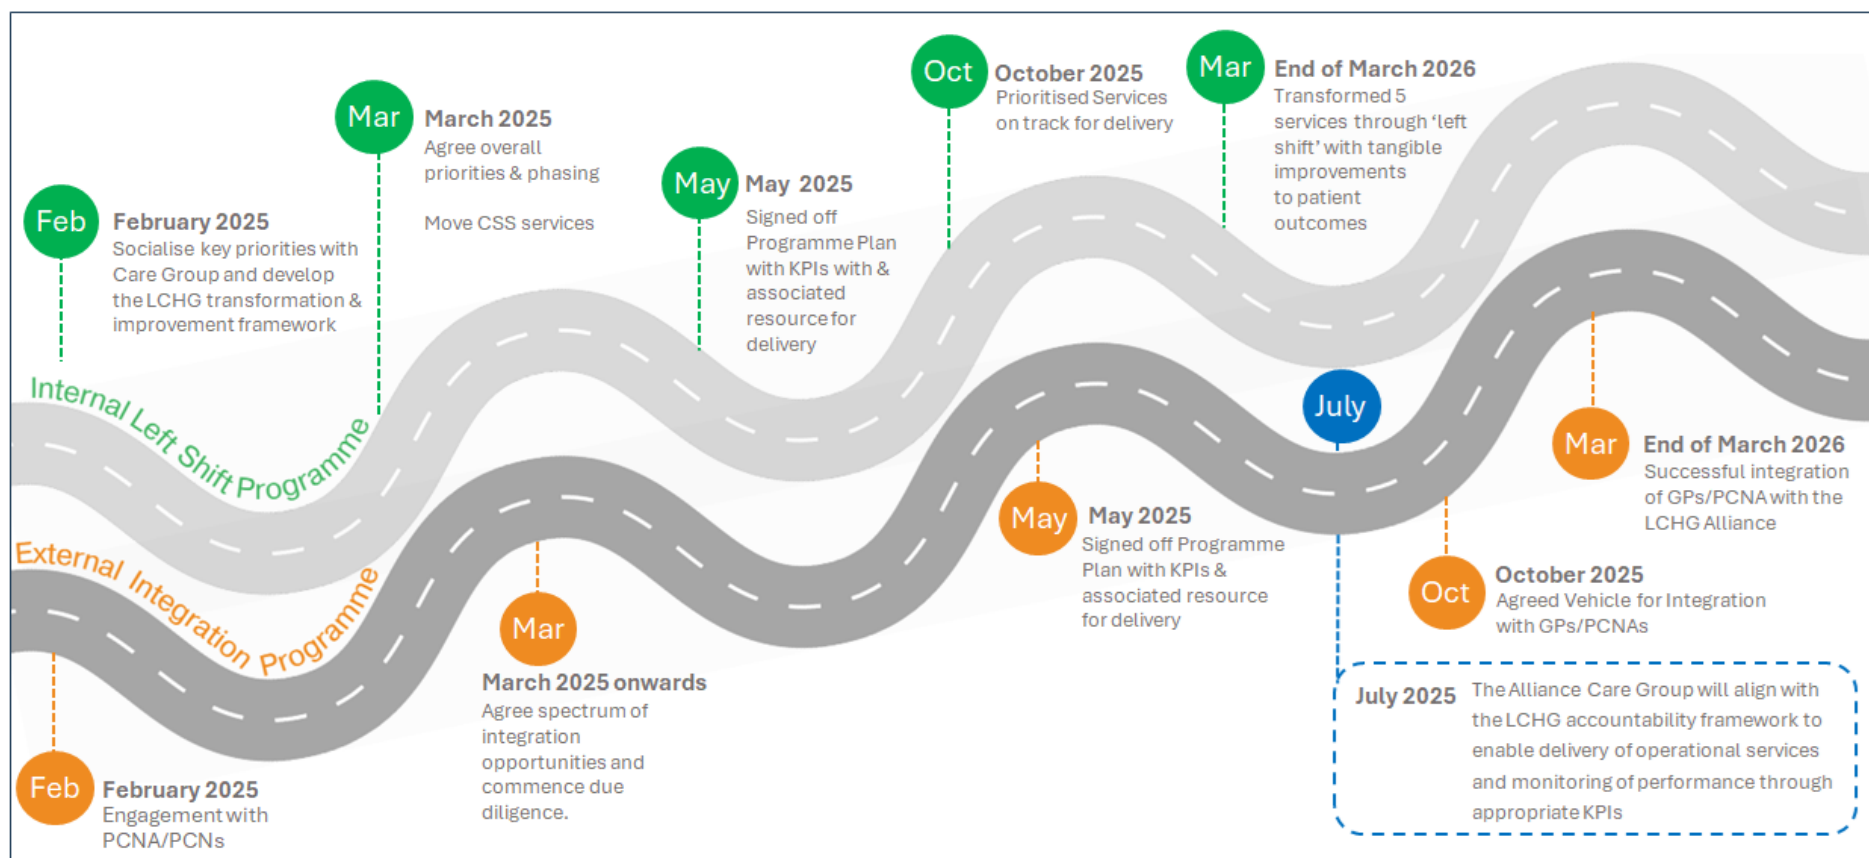 Feb
February 2025
Socialise key priorities with
Care Group and develop
the LCHG transformation &
improvement framework
Mar
March 2025
Agree overall
priorities & phasing
Move CSS services
May
May 2025
Signed off
Programme Plan
with KPIs with &
associated
resource for
delivery
Oct
October 2025
Prioritised Services
on track for delivery
Mar
End of March 2026
Transformed 5
services through ‘left
shift’ with tangible
improvements
to patient
outcomes
Internal Left Shift Programme
External Integration Programme
Feb
February 2025
Engagement with
PCNA/PCNs
Mar
March 2025 onwards
Agree spectrum of
integration
opportunities and
commence due
diligence.
May
May 2025
Signed off Programme
Plan with KPIs &
associated resource
for delivery
July
July 2025
The Alliance Care Group will align with
the LCHG accountability framework to
enable delivery of operational services
and monitoring of performance through
appropriate KPIs
Oct
October 2025
Agreed Vehicle for Integration
with GPs/PCNAs
Mar
End of March 2026
Successful integration
of GPs/PCNA with the
LCHG Alliance